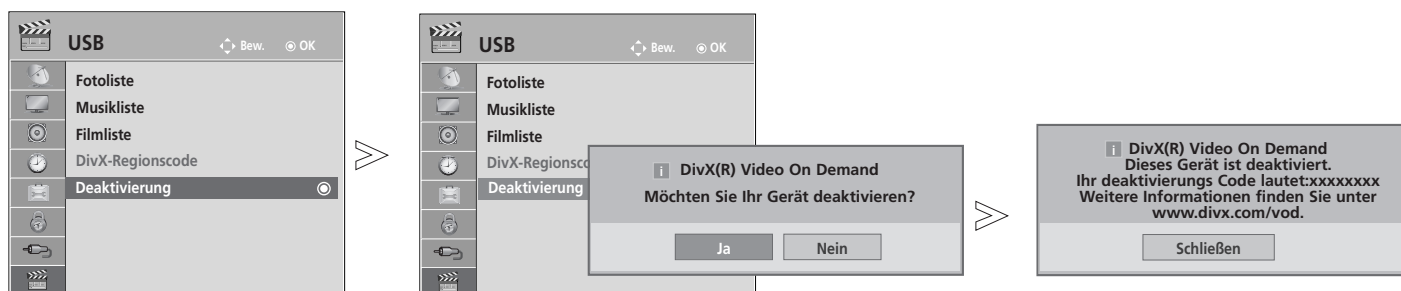 USB
Bew. OK
Fotoliste
Musikliste
Filmliste
DivX-Regionscode
Deaktivierung
USB
Bew. OK
Fotoliste
Musikliste
Filmliste
DivX-Regionsco
Deaktivierung
DivX(R) Video On Demand
Möchten Sie Ihr Gerät deaktivieren?
Ja Nein
i DivX(R) Video On Demand
Dieses Gerät ist deaktiviert.
Ihr deaktivierungs Code lautet:xxxxxxxx
Weitere Informationen finden Sie unter
www.divx.com/vod.
Schließen